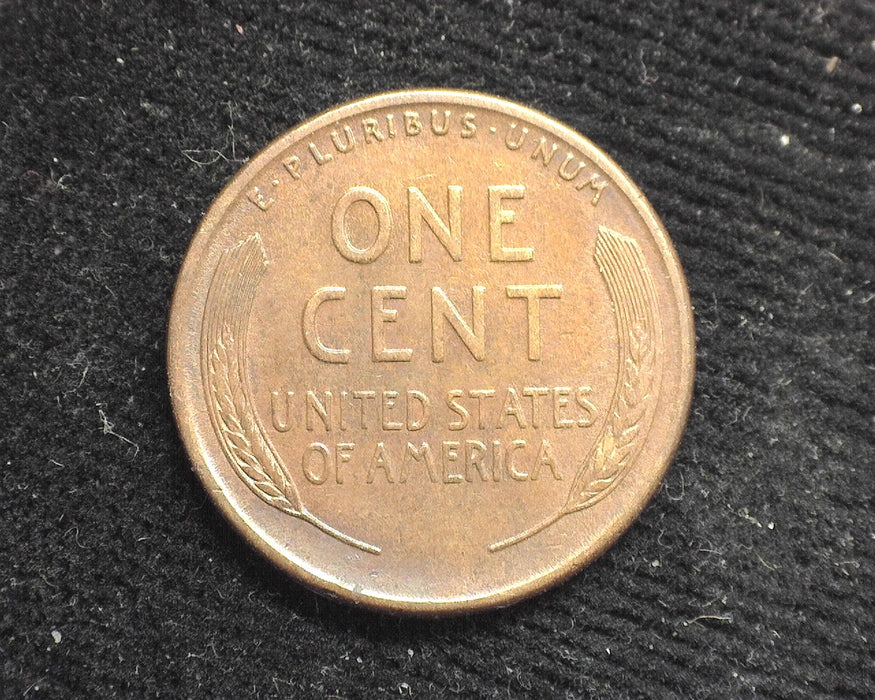 E·PLURIBUS·UNUM
ONE
CENT
UNITED STATES
OF AMERICA